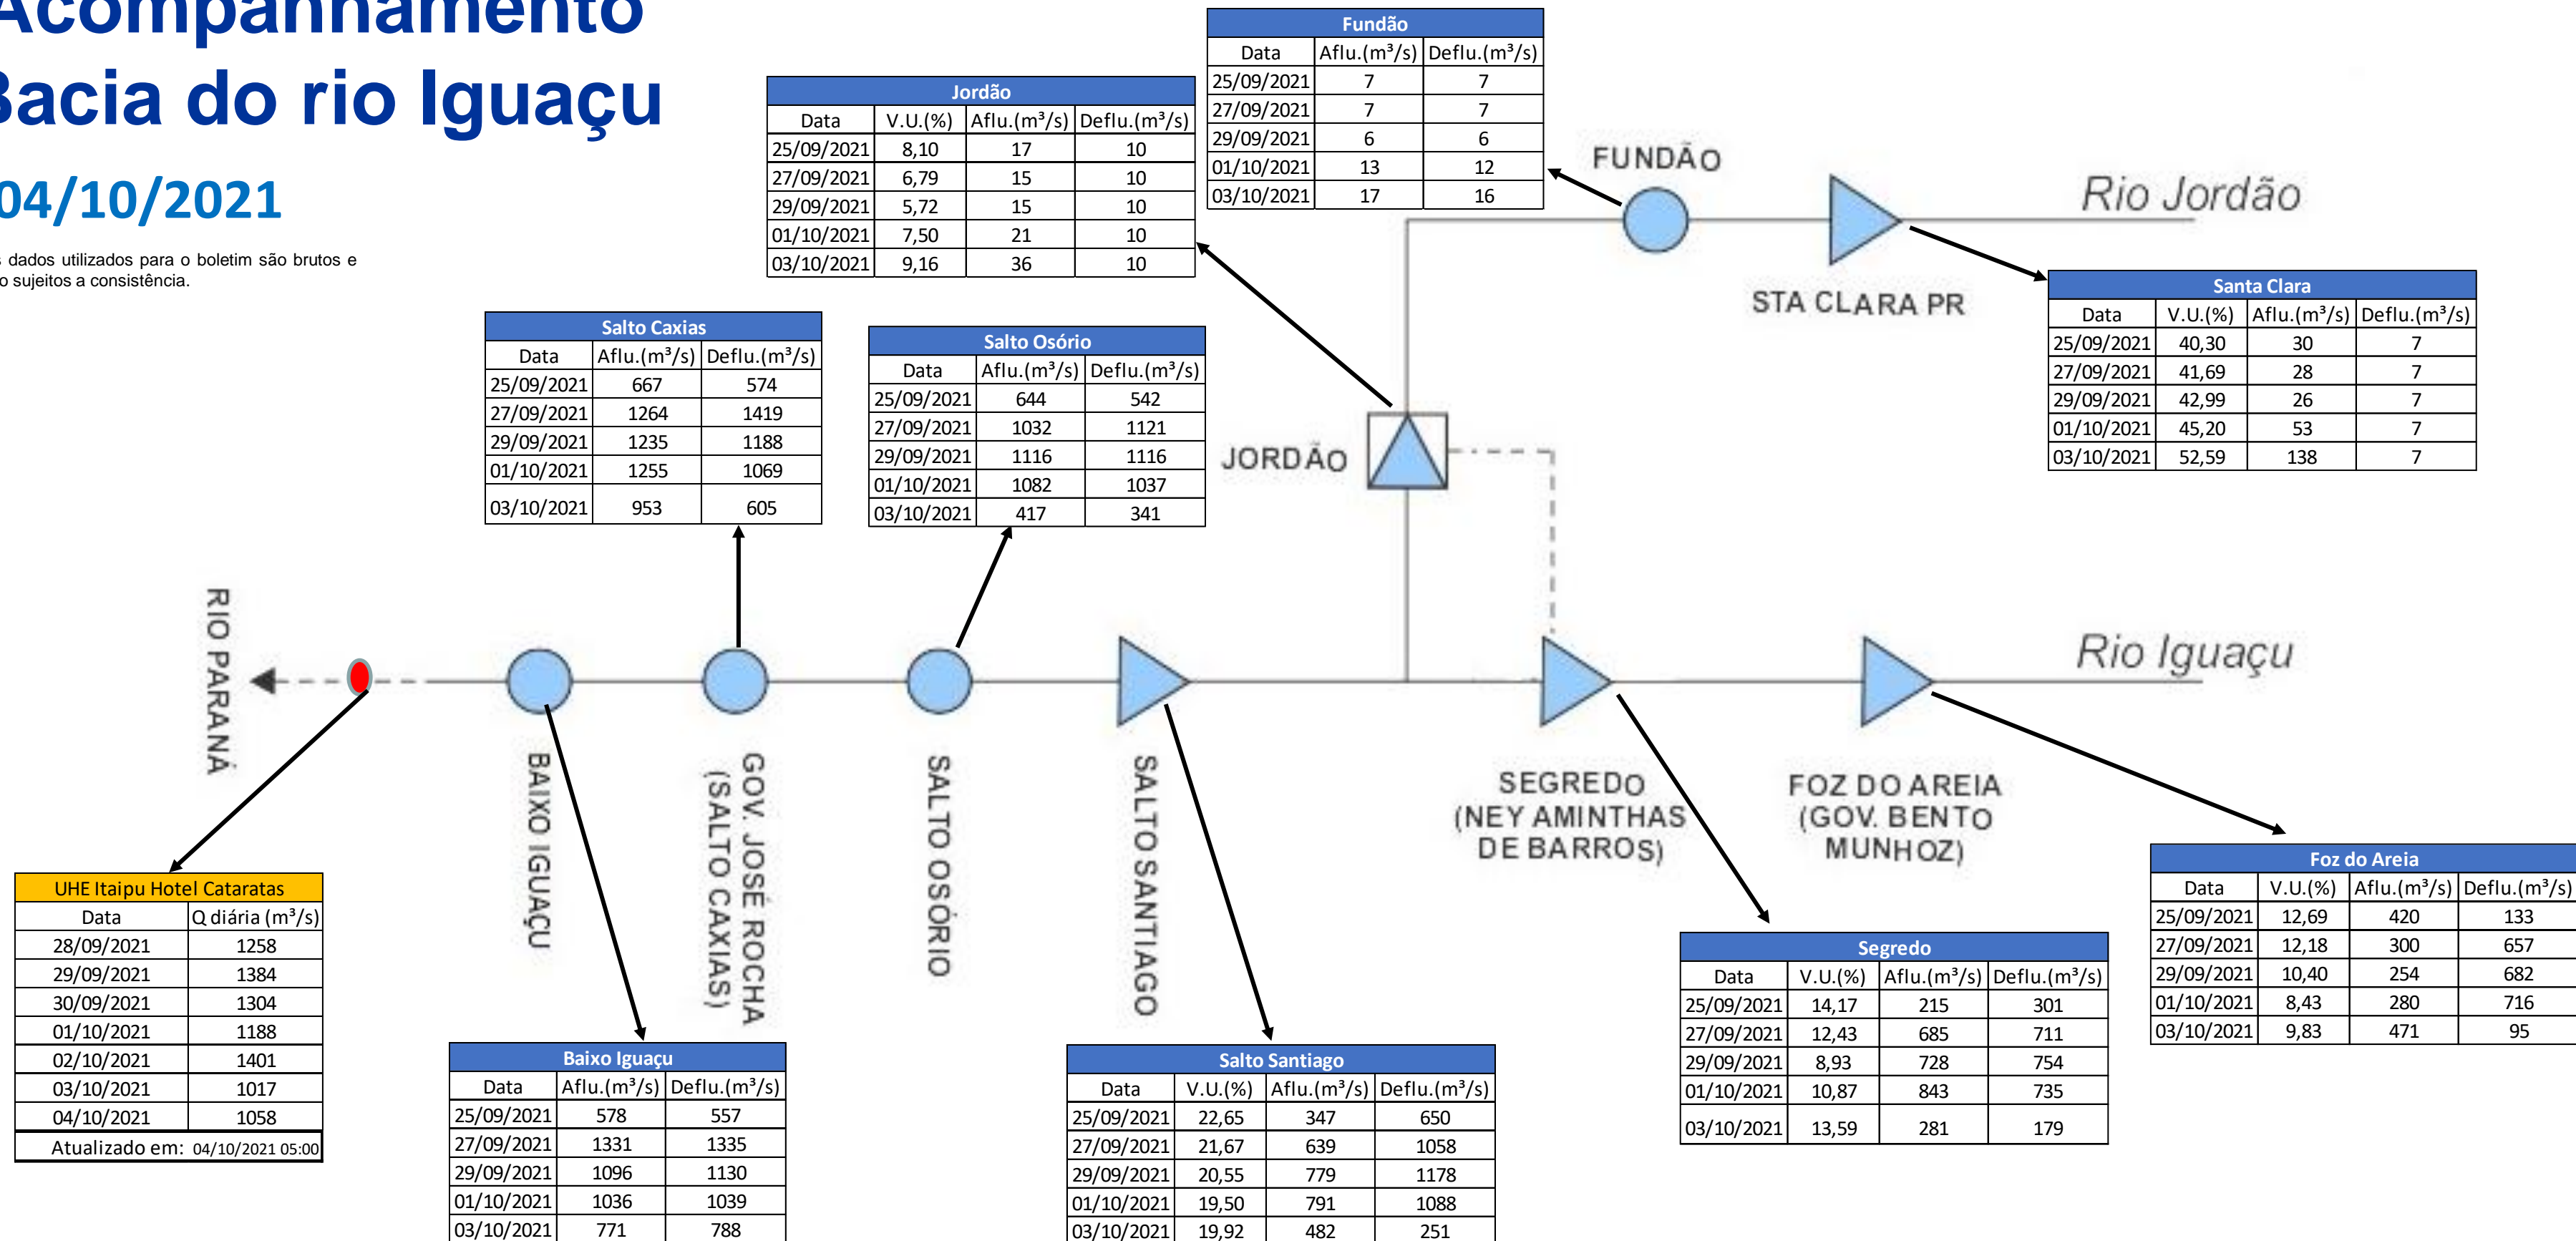 Acompanhamento
Bacia do rio Iguaçu
04/10/2021
dados utilizados para o boletim são brutos e
sujeitos a consistência.
Fundão
Data Aflu.(m³/s) Deflu.(m³/s)
25/09/2021 7 7
27/09/2021 7 7
29/09/2021 6 6
01/10/2021 13 12
03/10/2021 17 16
Jordão
Data V.U.(%) Aflu.(m³/s) Deflu.(m³/s)
25/09/2021 8,10 17 10
27/09/2021 6,79 15 10
29/09/2021 5,72 15 10
01/10/2021 7,50 21 10
03/10/2021 9,16 36 10
FUNDÃO
STA CLARA PR
Rio Jordão
Santa Clara
Data V.U.(%) Aflu.(m³/s) Deflu.(m³/s)
25/09/2021 40,30 30 7
27/09/2021 41,69 28 7
29/09/2021 42,99 26 7
01/10/2021 45,20 53 7
03/10/2021 52,59 138 7
Salto Caxias
Data Aflu.(m³/s) Deflu.(m³/s)
25/09/2021 667 574
27/09/2021 1264 1419
29/09/2021 1235 1188
01/10/2021 1255 1069
03/10/2021 953 605
Salto Osório
Data Aflu.(m³/s) Deflu.(m³/s)
25/09/2021 644 542
27/09/2021 1032 1121
29/09/2021 1116 1116
01/10/2021 1082 1037
03/10/2021 417 341
JORDÃO
RIO PARANÁ
Rio Iguaçu
BAIXO IGUAÇU
GOV. JOSÉ ROCHA
(SALTO CAXIAS)
SALTO OSÓRIO
SALTO SANTIAGO
SEGREDO
(NEY AMINTHAS
DE BARROS)
FOZ DO AREIA
(GOV. BENTO
MUNHOZ)
UHE Itaipu Hotel Cataratas
Data Q diária (m³/s)
28/09/2021 1258
29/09/2021 1384
30/09/2021 1304
01/10/2021 1188
02/10/2021 1401
03/10/2021 1017
04/10/2021 1058
Atualizado em: 04/10/2021 05:00
Baixo Iguaçu
Data Aflu.(m³/s) Deflu.(m³/s)
25/09/2021 578 557
27/09/2021 1331 1335
29/09/2021 1096 1130
01/10/2021 1036 1039
03/10/2021 771 788
Salto Santiago
Data V.U.(%) Aflu.(m³/s) Deflu.(m³/s)
25/09/2021 22,65 347 650
27/09/2021 21,67 639 1058
29/09/2021 20,55 779 1178
01/10/2021 19,50 791 1088
03/10/2021 19,92 482 251
Segredo
Data V.U.(%) Aflu.(m³/s) Deflu.(m³/s)
25/09/2021 14,17 215 301
27/09/2021 12,43 685 711
29/09/2021 8,93 728 754
01/10/2021 10,87 843 735
03/10/2021 13,59 281 179
Foz do Areia
Data V.U.(%) Aflu.(m³/s) Deflu.(m³/s)
25/09/2021 12,69 420 133
27/09/2021 12,18 300 657
29/09/2021 10,40 254 682
01/10/2021 8,43 280 716
03/10/2021 9,83 471 95